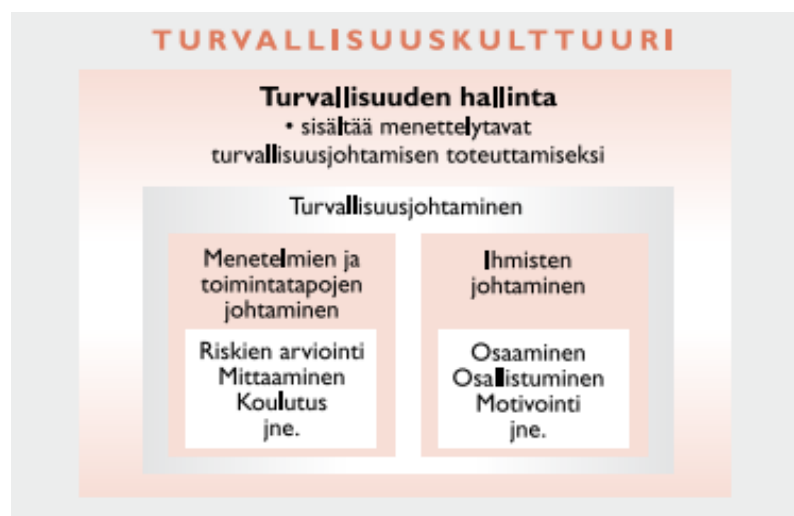 TURVALLISUUSKULTTUURI
Turvallisuuden hallinta
• sisältää menettelytavat
turvallisuusjohtamisen toteuttamiseksi
Turvallisuusjohtaminen
Menetelmien ja
toimintatapojen
johtaminen
Riskien arviointi
Mittaaminen
Koulutus
jne.
Ihmisten
johtaminen
Osaaminen
Osallistuminen
Motivointi
jne.